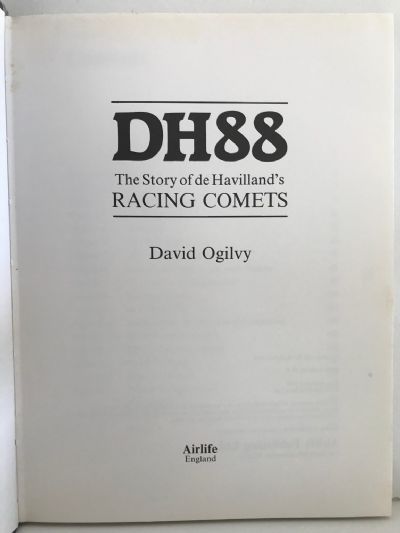 DH88
The Story of de Havilland's
RACING COMETS
David Ogilvy
Airlife
England